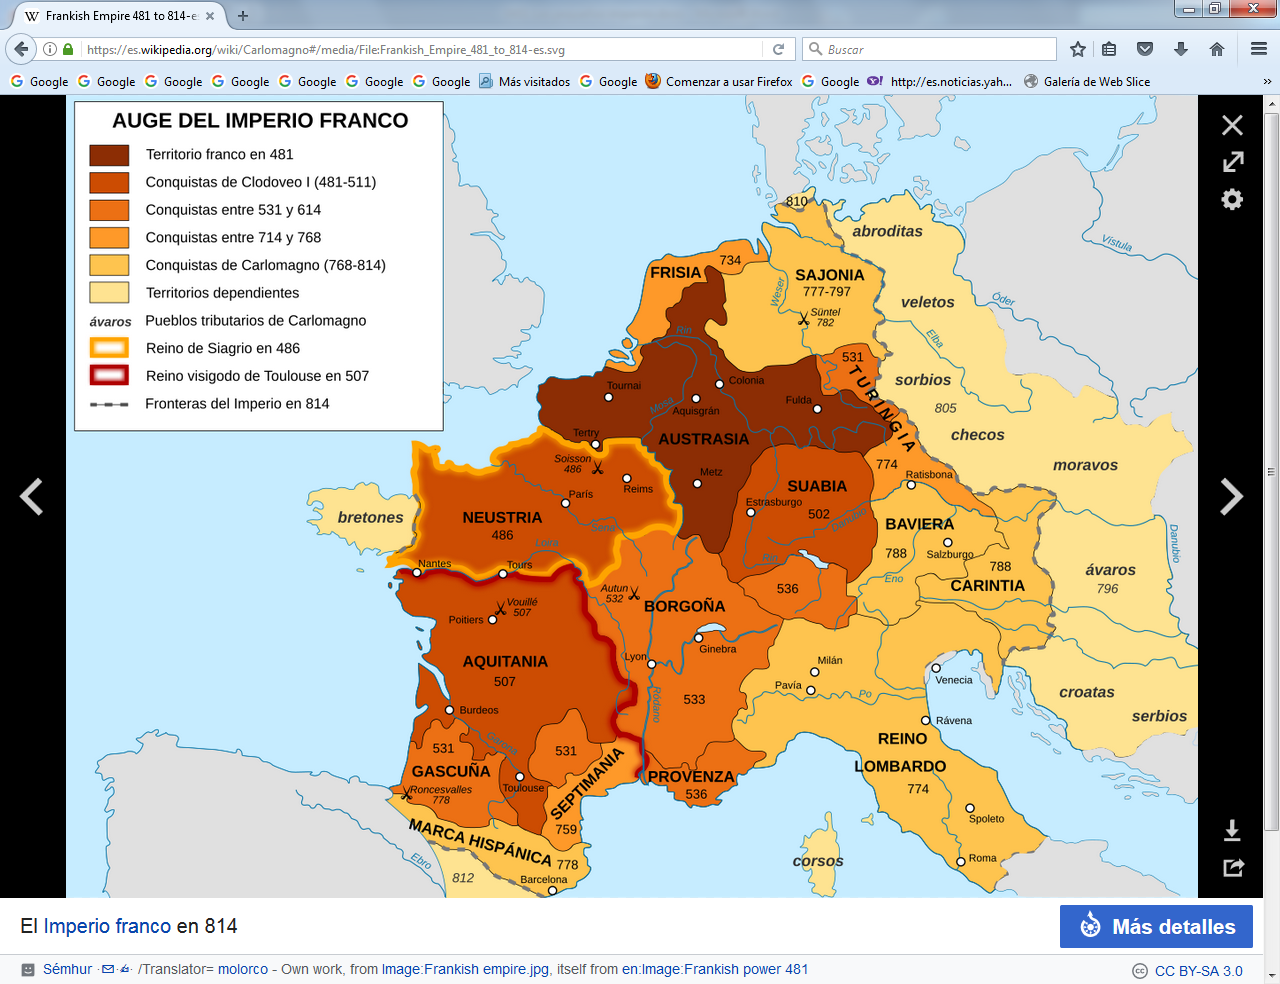 Frankish Empire 481 to 814-e
https://es.wikipedia.org/wiki/Carlomagno#/media/File:Frankish_Empire_481_to_814-es.svg
Buscar
Google
Google
Google
Google
Google
Google
Google
Más visitados
Google
Comenzar a usar Firefox
Google
http://es.noticias.yah...
Galería de Web Slice
AUGE DEL IMPERIO FRANCO
Territorio franco en 481
Conquistas de Clodoveo I (481-511)
Conquistas entre 531 y 614
Conquistas entre 714 y 768
Conquistas de Carlomagno (768-814)
Territorios dependientes
ávaros Pueblos tributarios de Carlomagno
Reino de Siagrio en 486
Reino visigodo de Toulouse en 507
Fronteras del Imperio en 814
810
abroditas
Vístula
FRISIA
734
SAJONIA
777-797
Weser
Süntel
782
veletos
Óder
Elba
Rin
531
TURINGIA
sorbios
805
checos
moravos
Tournai
Colonia
Mosa
Aquisgrán
Fulda
AUSTRASIA
Tertry
Soisson
486
Metz
Reims
París
774
Ratisbona
SUABIA
Estrasburgo
502
Danubio
bretones
NEUSTRIA
486
Sena
Loira
BAVIERA
Salzburgo
788
788
CARINTIA
Danubio
ávaros
796
Nantes
Tours
Rin
Eno
536
Autun
532
BORGOÑA
Vouillé
507
Poitiers
Ginebra
Lyon
Ródano
AQUITANIA
507
533
Milán
Pavía
Po
Venecia
croatas
serbios
Burdeos
Garona
Rávena
531
531
GASCUÑA
Roncesvalles
778
Toulouse
SEPTIMANIA
759
PROVENZA
536
REINO
LOMBARDO
774
Spoleto
Roma
MARCA HISPÁNICA
778
Ebro
812
Barcelona
corsos
El Imperio franco en 814
Más detalles
Sémhur · · /Translator= molorco - Own work, from Image:Frankish empire.jpg, itself from en:Image:Frankish power 481
CC BY-SA 3.0